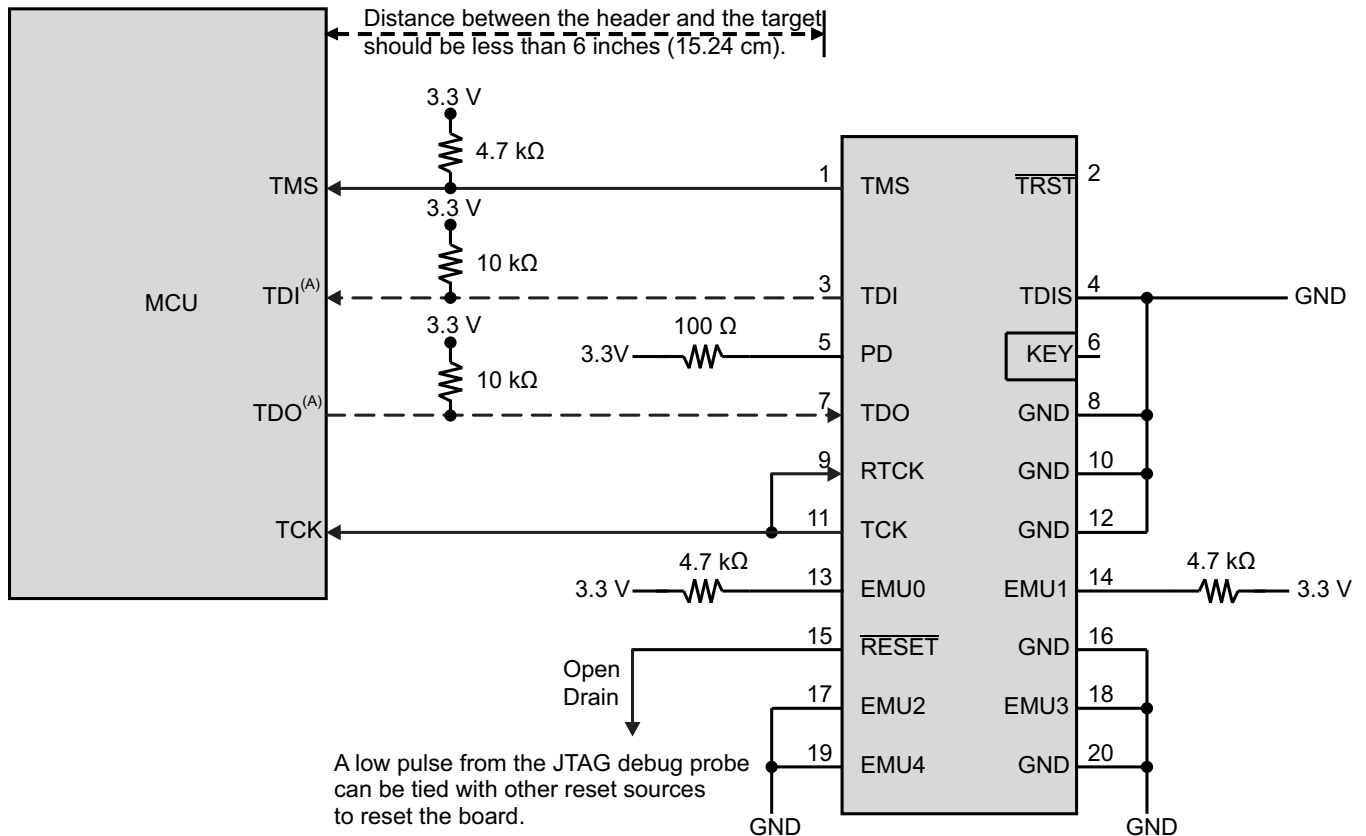 Distance between the header and the target
should be less than 6 inches (15.24 cm).
3.3 V
4.7 kΩ
TMS
1
TMS
TRST
2
3.3 V
10 kΩ
MCU
TDI(A)
3
TDI
TDIS
4
GND
3.3 V
100 Ω
3.3V
5
PD
KEY
6
10 kΩ
TDO(A)
7
TDO
GND
8
9
RTCK
GND
10
TCK
11
TCK
GND
12
4.7 kΩ
3.3 V
13
EMU0
EMU1
14
4.7 kΩ
3.3 V
15
RESET
GND
16
Open
Drain
17
EMU2
EMU3
18
19
EMU4
GND
20
A low pulse from the JTAG debug probe
can be tied with other reset sources
to reset the board.
GND
GND